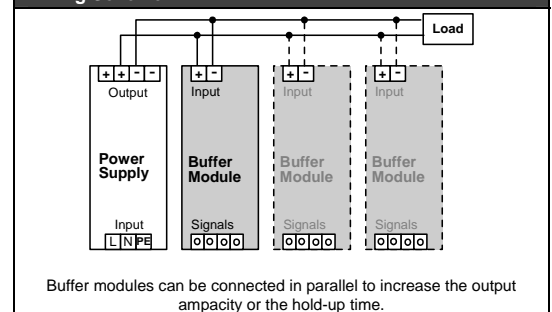 Load
+ + - -
Output
+ -
Input
+ -
Input
+ -
Input
Power
Supply
Buffer
Module
Buffer
Module
Buffer
Module
Input
L N PE
Signals
Signals
Signals
Buffer modules can be connected in parallel to increase the output
ampacity or the hold-up time.